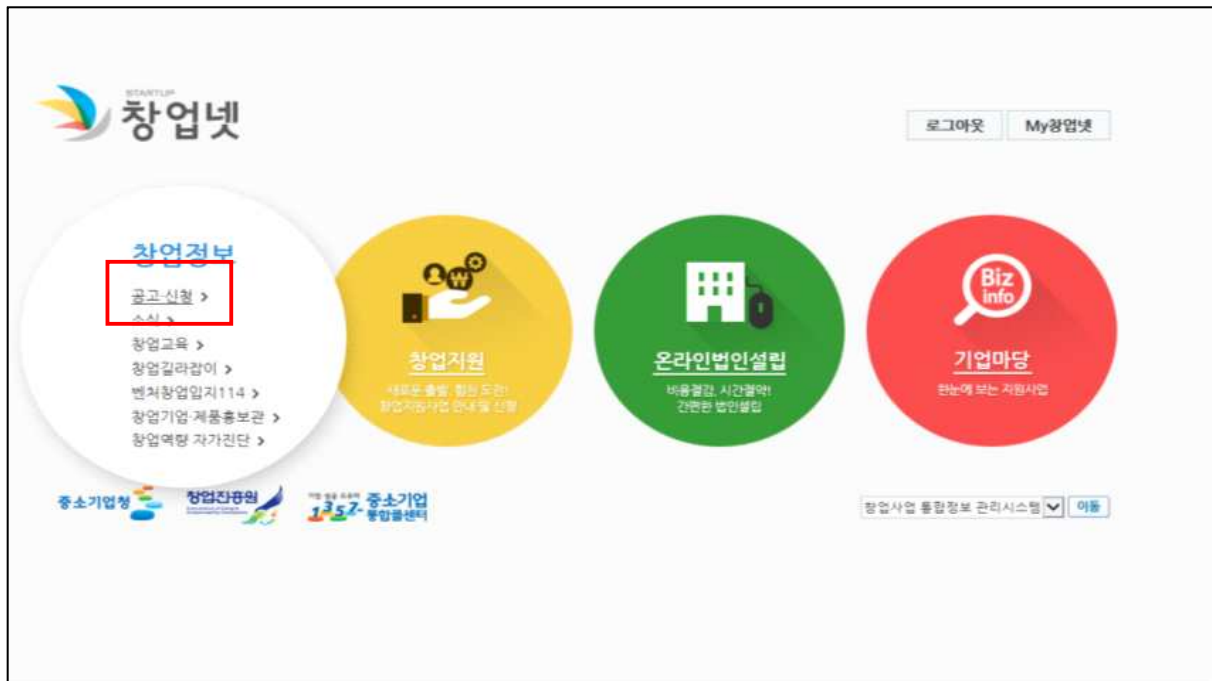 STARTUP
창업넷
로그아웃
My창업넷
창업정보
공고·신청 >
소식 >
창업교육 >
창업길라잡이 >
벤처창업입지114 >
창업기업·제품홍보관 >
창업역량 자가진단 >
창업지원
새로운 출발, 힘찬 도전!
창업지원사업 안내 및 신청
온라인법인설립
비용절감, 시간절약!
간편한 법인설립
Biz
info
기업마당
한눈에 보는 지원사업
중소기업청
창업진흥원
1357
중소기업
통합콜센터
창업사업 통합정보 관리시스템
이동